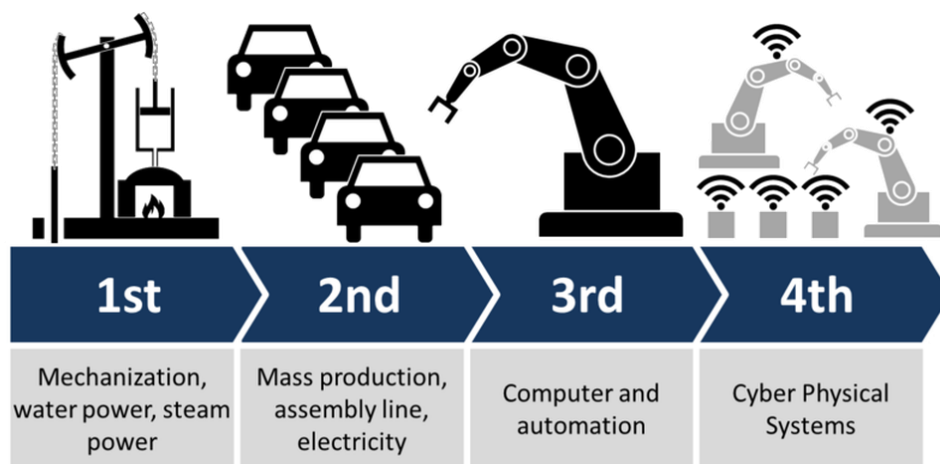 1st
2nd
3rd
4th
Mechanization,
water power, steam
power
Mass production,
assembly line,
electricity
Computer and
automation
Cyber Physical
Systems